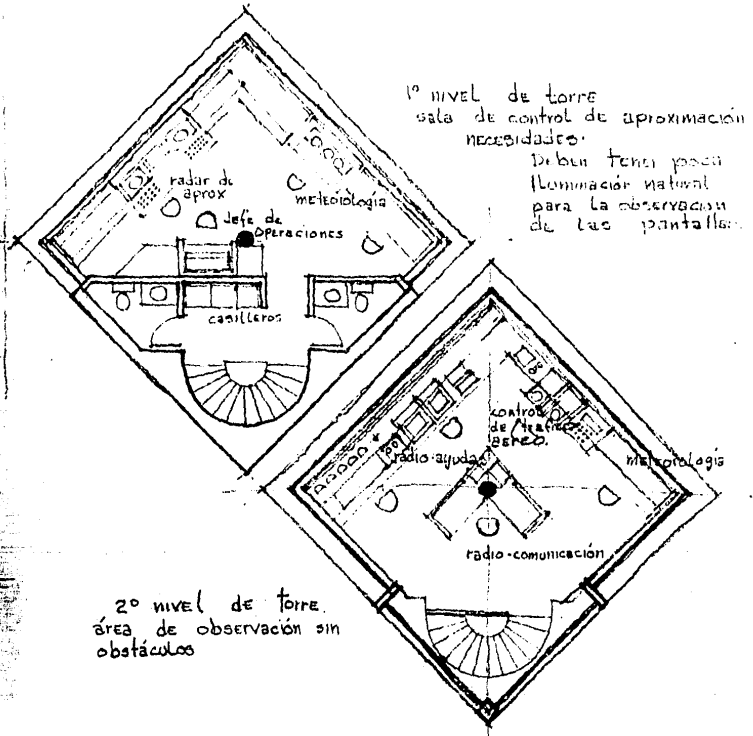 1º nivel de torre
sala de control de aproximación
necesidades.
Deben tener poca
Iluminación natural
para la observación
de las pantallas
radar de
aprox
meteorología
Jefe de
Operaciones
casilleros
control
de tráfico
aereo.
radio-ayudas
meteorología
radio-comunicación
2º nivel de torre.
área de observación sin
obstáculos